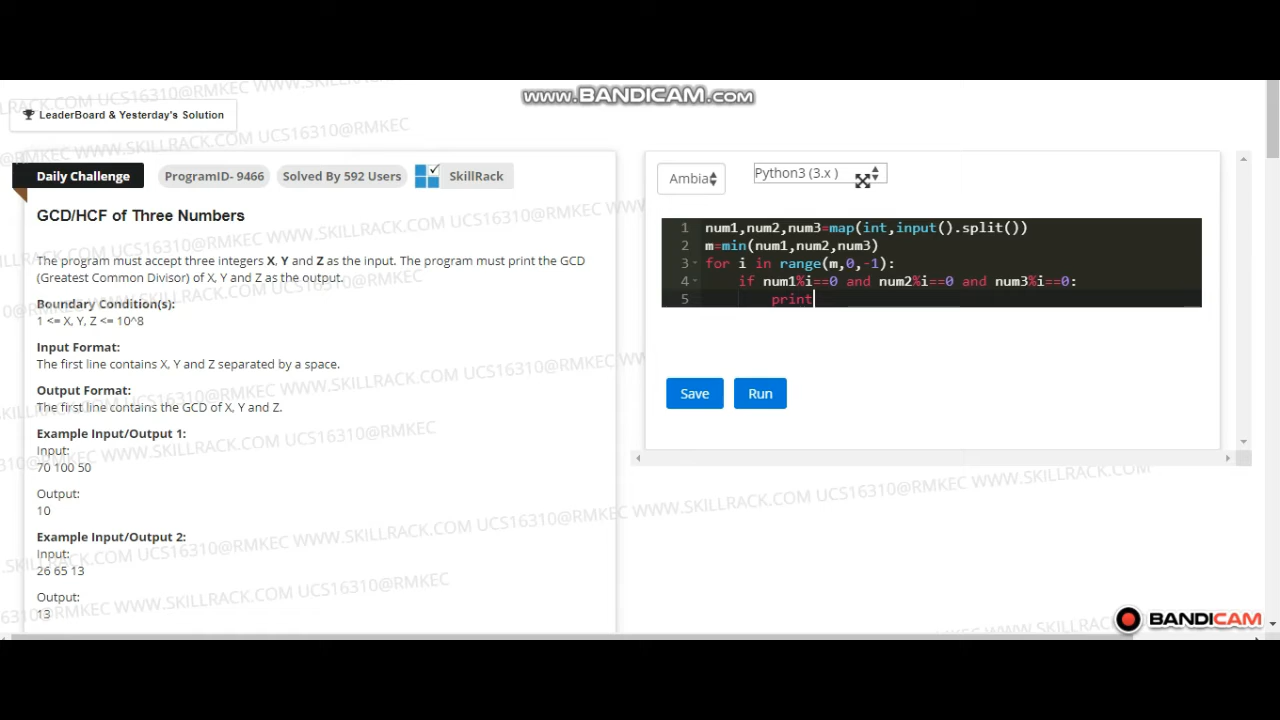 www.BANDICAM.com
LeaderBoard & Yesterday's Solution
Daily Challenge
ProgramID- 9466
Solved By 592 Users
SkillRack
GCD/HCF of Three Numbers
The program must accept three integers X, Y and Z as the input. The program must print the GCD
(Greatest Common Divisor) of X, Y and Z as the output.
Boundary Condition(s):
1 <= X, Y, Z <= 10^8
Input Format:
The first line contains X, Y and Z separated by a space.
Output Format:
The first line contains the GCD of X, Y and Z.
Example Input/Output 1:
Input:
70 100 50
Output:
10
Example Input/Output 2:
Input:
26 65 13
Output:
13
Ambia
Python3 (3.x )
1 num1,num2,num3=map(int,input().split())
2 m=min(num1,num2,num3)
3 for i in range(m,0,-1):
4 if num1%i==0 and num2%i==0 and num3%i==0:
5 print
Save
Run
WWW.SKILLRACK.COM UCS16310@RMKEC
BANDICAM